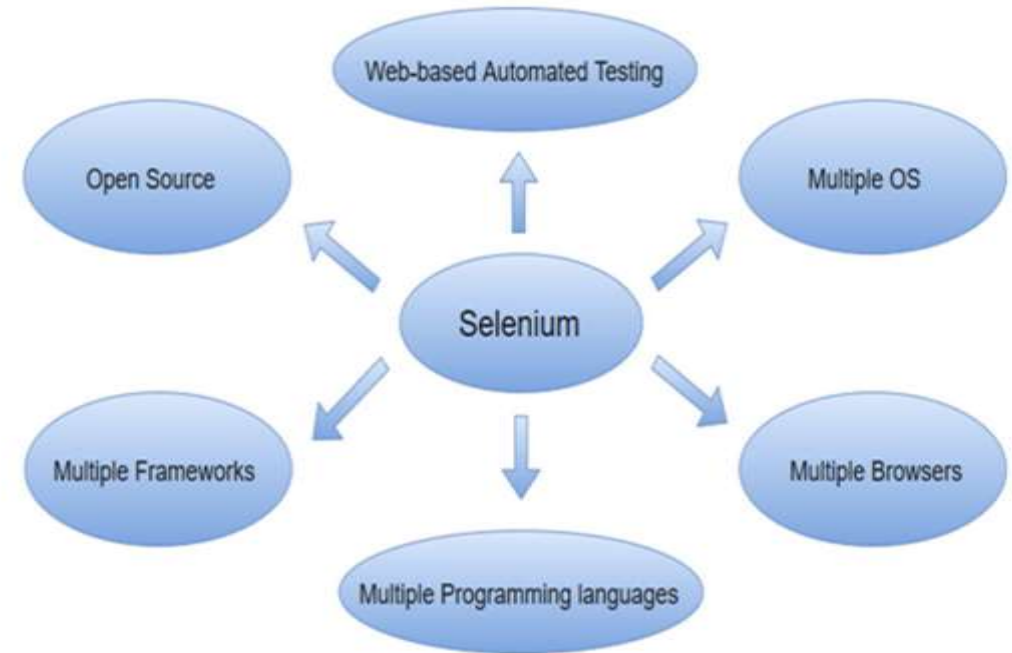 Web-based Automated Testing
Open Source
Multiple OS
Selenium
Multiple Frameworks
Multiple Browsers
Multiple Programming languages